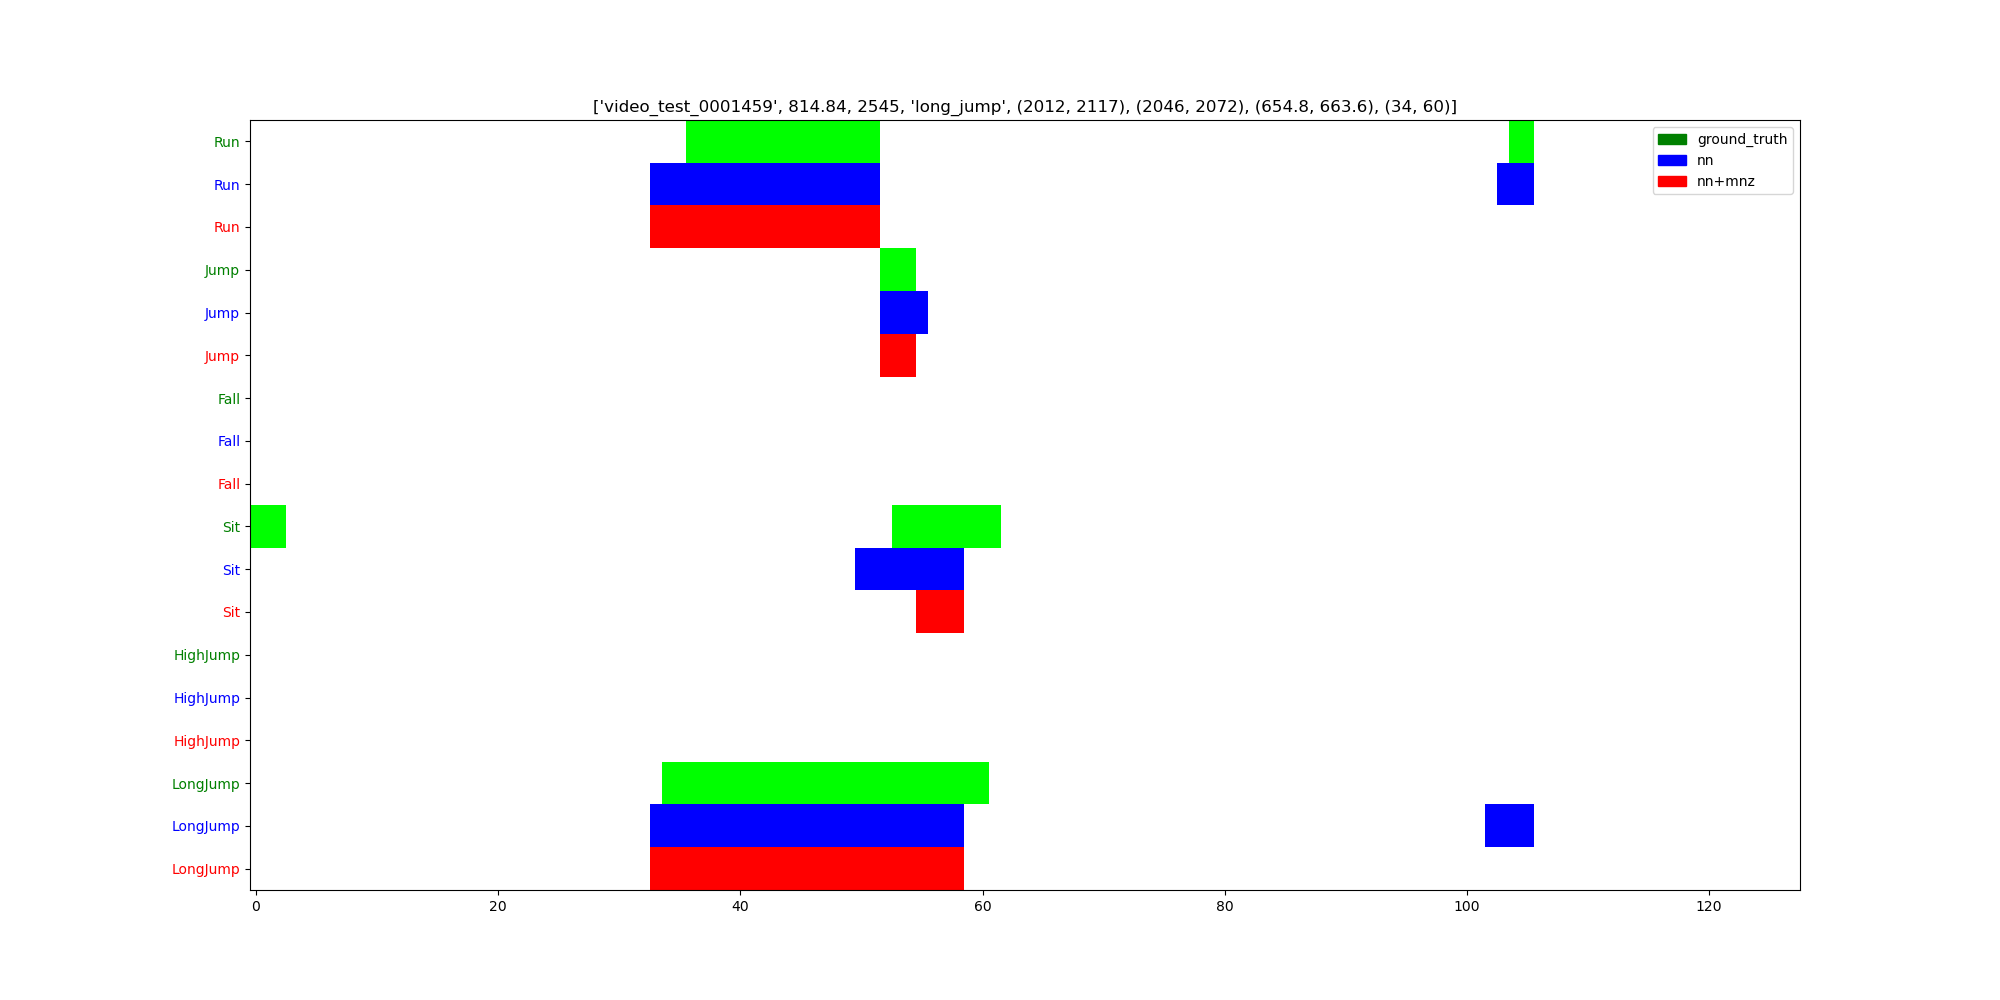 ['video_test_0001459', 814.84, 2545, 'long_jump', (2012, 2117), (2046, 2072), (654.8, 663.6), (34, 60)]
ground_truth
nn
nn+mnz
Run
Run
Run
Jump
Jump
Jump
Fall
Fall
Fall
Sit
Sit
Sit
HighJump
HighJump
HighJump
LongJump
LongJump
LongJump
0 20 40 60 80 100 120